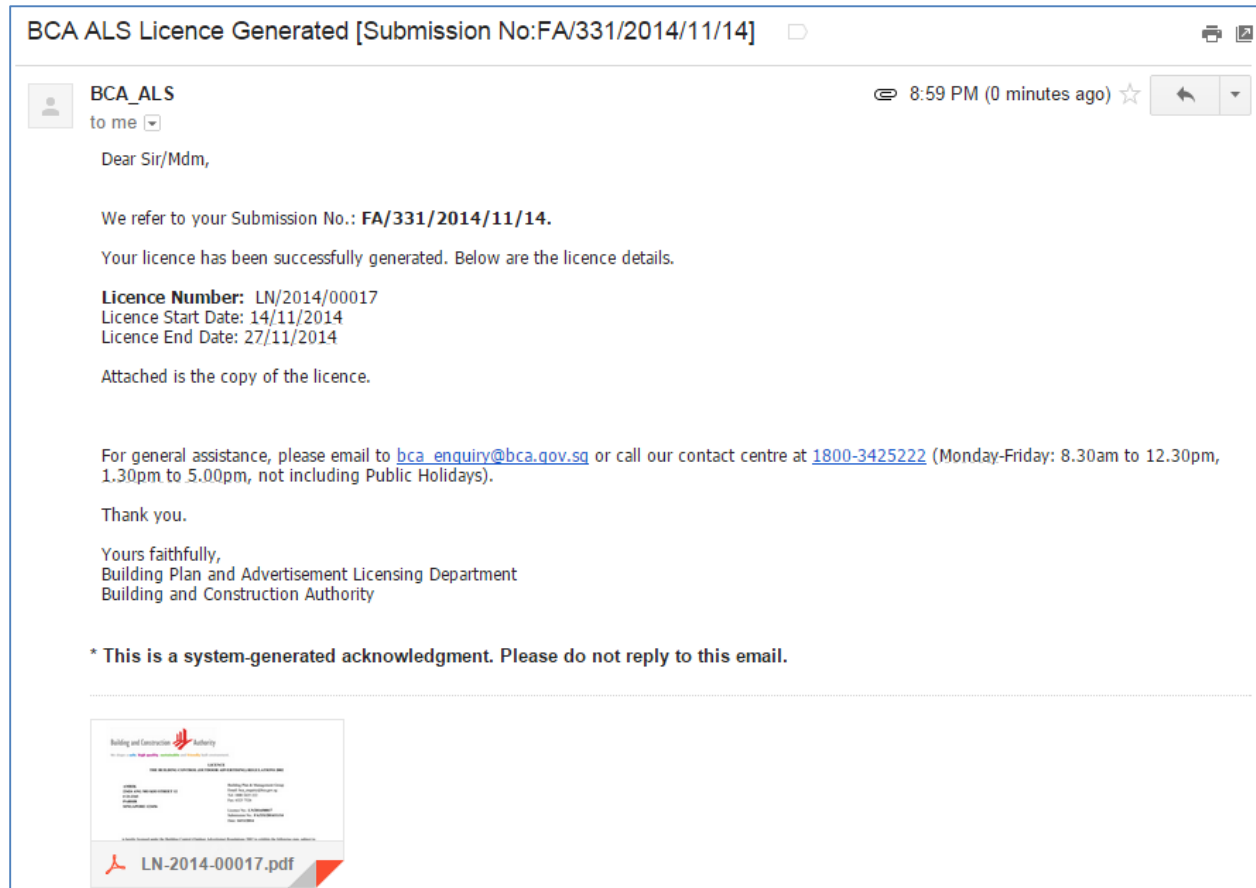 BCA ALS Licence Generated [Submission No:FA/331/2014/11/14]
BCA_ALS
8:59 PM (0 minutes ago)
to me
Dear Sir/Mdm,
We refer to your Submission No.: FA/331/2014/11/14.
Your licence has been successfully generated. Below are the licence details.
Licence Number: LN/2014/00017
Licence Start Date: 14/11/2014
Licence End Date: 27/11/2014
Attached is the copy of the licence.
For general assistance, please email to bca_enquiry@bca.gov.sg or call our contact centre at 1800-3425222 (Monday-Friday: 8.30am to 12.30pm,
1.30pm to 5.00pm, not including Public Holidays).
Thank you.
Yours faithfully,
Building Plan and Advertisement Licensing Department
Building and Construction Authority
* This is a system-generated acknowledgment. Please do not reply to this email.
Building and Construction Authority
LICENCE
LN-2014-00017.pdf